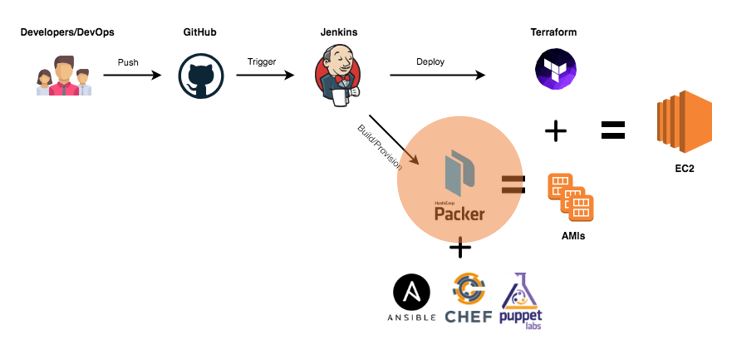 Developers/DevOps
GitHub
Jenkins
Terraform
Push
Trigger
Deploy
Build/Provision
EC2
HashiCorp
Packer
AMIs
ANSIBLE
CHEF
puppet
labs